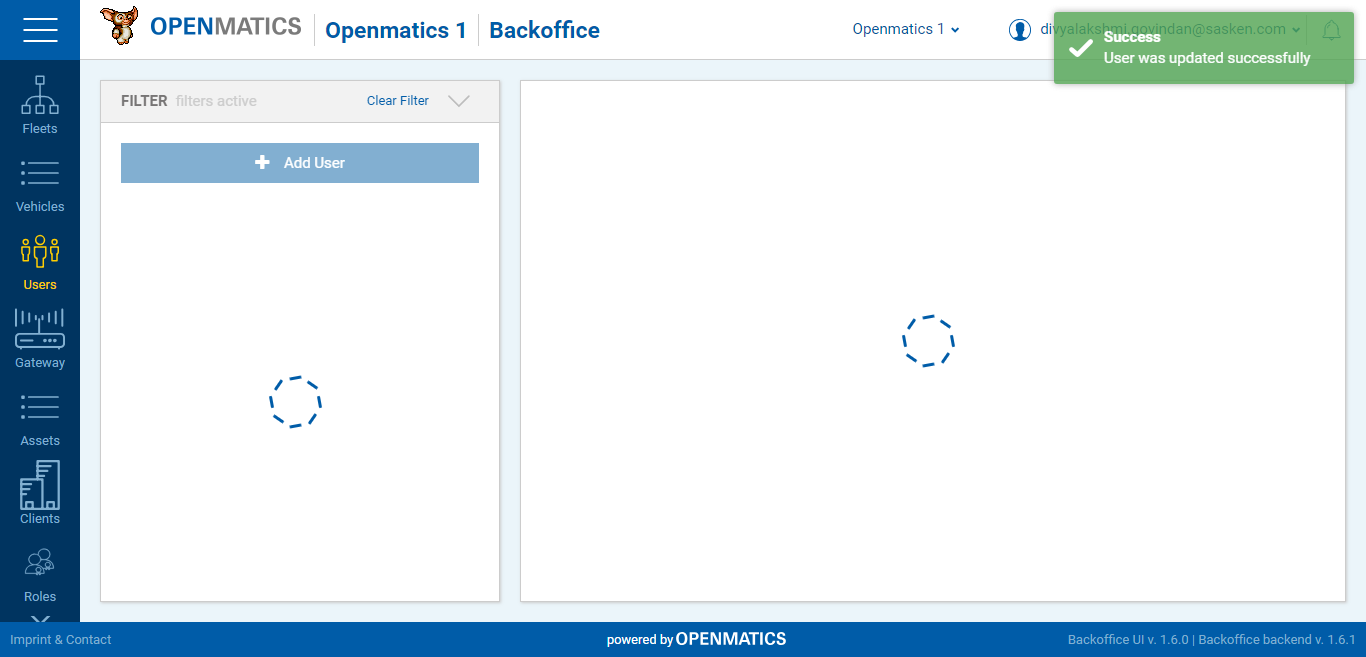 OPENMATICS
Openmatics 1
Backoffice
Openmatics 1
divyalakshmi.govindan@sasken.com
Success
User was updated successfully
Fleets
Vehicles
Users
Gateway
Assets
Clients
Roles
FILTER filters active
Clear Filter
Add User
Imprint & Contact
powered by OPENMATICS
Backoffice UI v. 1.6.0 | Backoffice backend v. 1.6.1